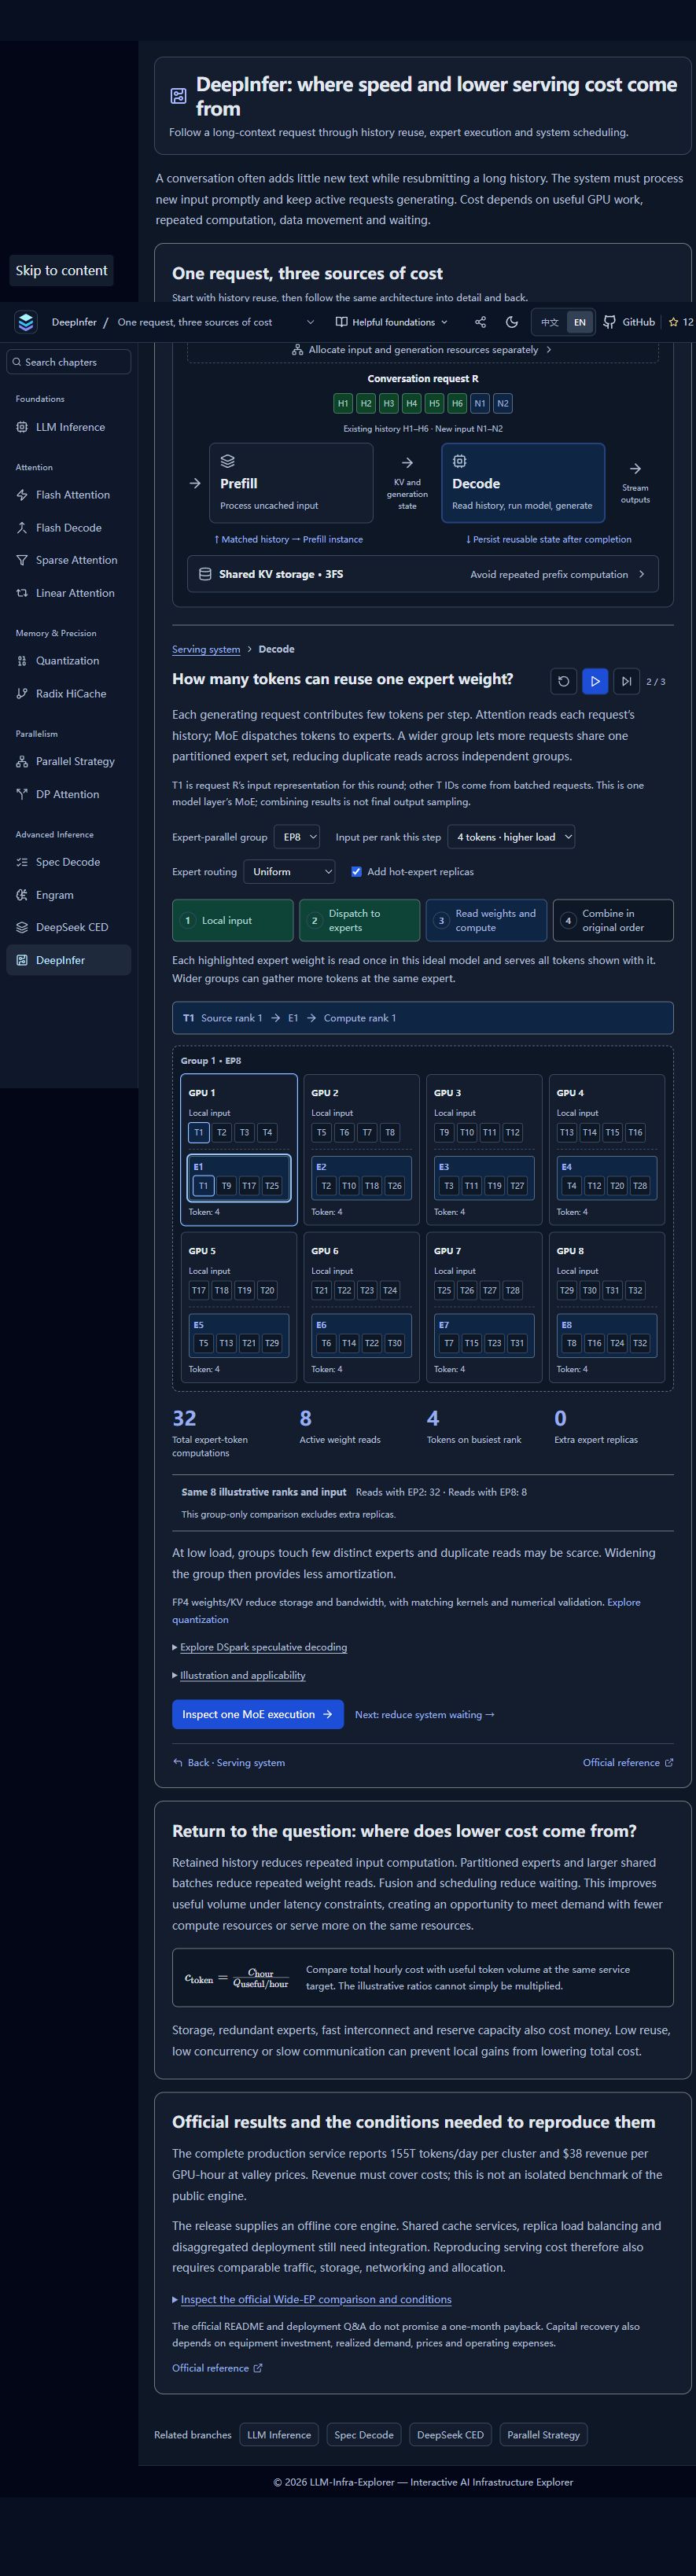 DeepInfer: where speed and lower serving cost come
from
Follow a long-context request through history reuse, expert execution and system scheduling.
A conversation often adds little new text while resubmitting a long history. The system must process
new input promptly and keep active requests generating. Cost depends on useful GPU work,
repeated computation, data movement and waiting.
Skip to content
One request, three sources of cost
Start with history reuse, then follow the same architecture into detail and back.
DeepInfer / One request, three sources of cost
Helpful foundations
中文 EN
GitHub
12
Search chapters
Foundations
LLM Inference
Attention
Flash Attention
Flash Decode
Sparse Attention
Linear Attention
Memory & Precision
Quantization
Radix HiCache
Parallelism
Parallel Strategy
DP Attention
Advanced Inference
Spec Decode
Engram
DeepSeek CED
DeepInfer
Allocate input and generation resources separately
Conversation request R
H1 H2 H3 H4 H5 H6 N1 N2
Existing history H1–H6 · New input N1–N2
→ Prefill
Process uncached input
→
KV and
generation
state
Decode
Read history, run model, generate
→
Stream
outputs
↑ Matched history → Prefill instance
↓ Persist reusable state after completion
Shared KV storage • 3FS
Avoid repeated prefix computation
Serving system > Decode
How many tokens can reuse one expert weight?
2 / 3
Each generating request contributes few tokens per step. Attention reads each request’s
history; MoE dispatches tokens to experts. A wider group lets more requests share one
partitioned expert set, reducing duplicate reads across independent groups.
T1 is request R’s input representation for this round; other T IDs come from batched requests. This is one
model layer’s MoE; combining results is not final output sampling.
Expert-parallel group EP8 Input per rank this step 4 tokens · higher load
Expert routing Uniform Add hot-expert replicas
1 Local input
2 Dispatch to
experts
3 Read weights and
compute
4 Combine in
original order
Each highlighted expert weight is read once in this ideal model and serves all tokens shown with it.
Wider groups can gather more tokens at the same expert.
T1 Source rank 1 → E1 → Compute rank 1
Group 1 • EP8
GPU 1
Local input
T1 T2 T3 T4
E1
T1 T9 T17 T25
Token: 4
GPU 2
Local input
T5 T6 T7 T8
E2
T2 T10 T18 T26
Token: 4
GPU 3
Local input
T9 T10 T11 T12
E3
T3 T11 T19 T27
Token: 4
GPU 4
Local input
T13 T14 T15 T16
E4
T4 T12 T20 T28
Token: 4
GPU 5
Local input
T17 T18 T19 T20
E5
T5 T13 T21 T29
Token: 4
GPU 6
Local input
T21 T22 T23 T24
E6
T6 T14 T22 T30
Token: 4
GPU 7
Local input
T25 T26 T27 T28
E7
T7 T15 T23 T31
Token: 4
GPU 8
Local input
T29 T30 T31 T32
E8
T8 T16 T24 T32
Token: 4
32
Total expert-token
computations
8
Active weight reads
4
Tokens on busiest rank
0
Extra expert replicas
Same 8 illustrative ranks and input Reads with EP2: 32 · Reads with EP8: 8
This group-only comparison excludes extra replicas.
At low load, groups touch few distinct experts and duplicate reads may be scarce. Widening
the group then provides less amortization.
FP4 weights/KV reduce storage and bandwidth, with matching kernels and numerical validation. Explore
quantization
Explore DSpark speculative decoding
Illustration and applicability
Inspect one MoE execution →
Next: reduce system waiting →
Back · Serving system
Official reference
Return to the question: where does lower cost come from?
Retained history reduces repeated input computation. Partitioned experts and larger shared
batches reduce repeated weight reads. Fusion and scheduling reduce waiting. This improves
useful volume under latency constraints, creating an opportunity to meet demand with fewer
compute resources or serve more on the same resources.
c_token = C_hour / Q_useful/hour
Compare total hourly cost with useful token volume at the same service
target. The illustrative ratios cannot simply be multiplied.
Storage, redundant experts, fast interconnect and reserve capacity also cost money. Low reuse,
low concurrency or slow communication can prevent local gains from lowering total cost.
Official results and the conditions needed to reproduce them
The complete production service reports 155T tokens/day per cluster and $38 revenue per
GPU-hour at valley prices. Revenue must cover costs; this is not an isolated benchmark of the
public engine.
The release supplies an offline core engine. Shared cache services, replica load balancing and
disaggregated deployment still need integration. Reproducing serving cost therefore also
requires comparable traffic, storage, networking and allocation.
Inspect the official Wide-EP comparison and conditions
The official README and deployment Q&A do not promise a one-month payback. Capital recovery also
depends on equipment investment, realized demand, prices and operating expenses.
Official reference
Related branches LLM Inference Spec Decode DeepSeek CED Parallel Strategy
© 2026 LLM-Infra-Explorer — Interactive AI Infrastructure Explorer